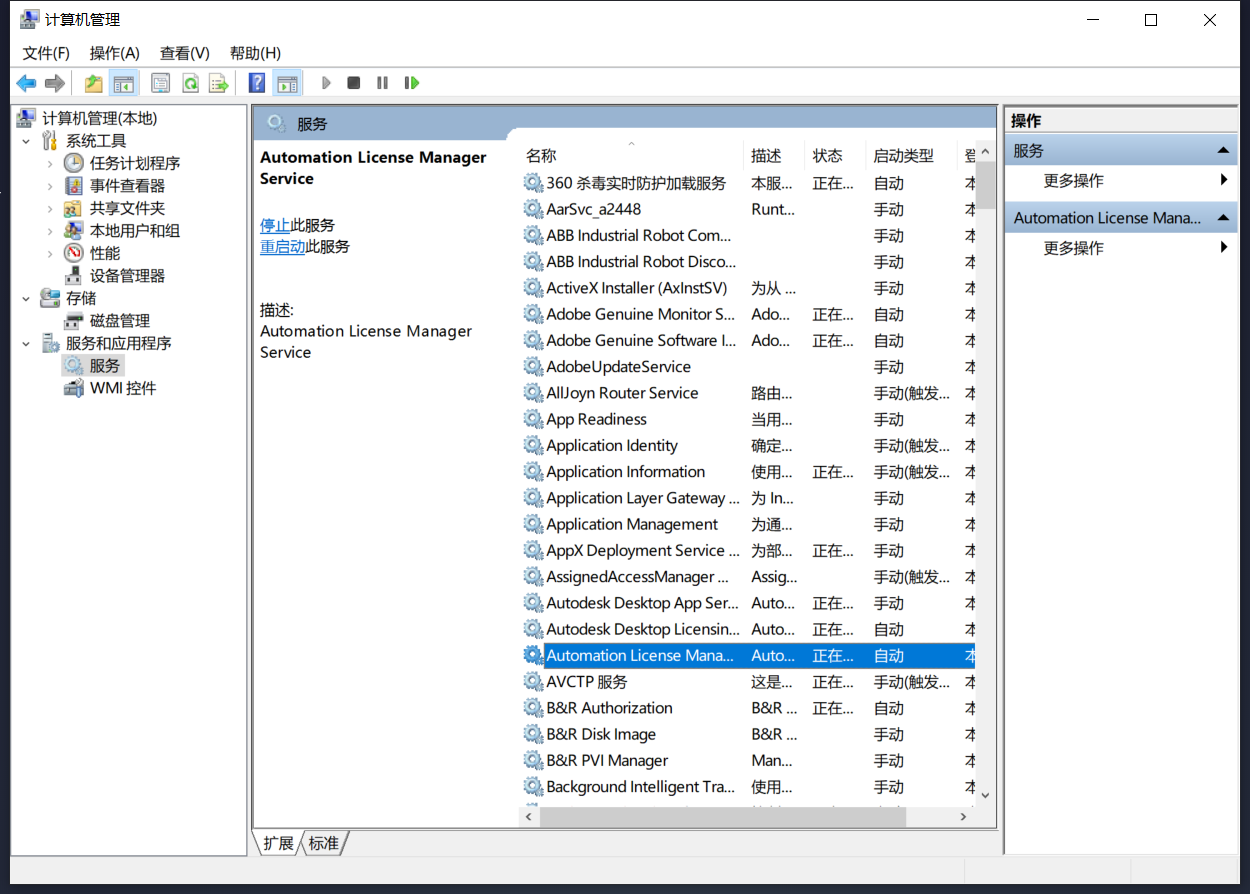 计算机管理
文件(F) 操作(A) 查看(V) 帮助(H)
计算机管理(本地)
系统工具
任务计划程序
事件查看器
共享文件夹
本地用户和组
性能
设备管理器
存储
磁盘管理
服务和应用程序
服务
WMI 控件
服务
Automation License Manager
Service
停止此服务
重启动此服务
描述:
Automation License Manager
Service
名称 描述 状态 启动类型 登
360 杀毒实时防护加载服务 本服... 正在... 自动 本
AarSvc_a2448 Runt... 手动 本
ABB Industrial Robot Com... 手动 本
ABB Industrial Robot Disco... 手动 本
ActiveX Installer (AxInstSV) 为从 ... 手动 本
Adobe Genuine Monitor S... Ado... 正在... 自动 本
Adobe Genuine Software I... Ado... 正在... 自动 本
AdobeUpdateService 手动 本
AllJoyn Router Service 路由... 手动(触发... 本
App Readiness 当用... 手动 本
Application Identity 确定... 手动(触发... 本
Application Information 使用... 正在... 手动(触发... 本
Application Layer Gateway ... 为 In... 手动 本
Application Management 为通... 手动 本
AppX Deployment Service ... 为部... 正在... 手动 本
AssignedAccessManager ... Assig... 手动(触发... 本
Autodesk Desktop App Ser... Auto... 正在... 手动 本
Autodesk Desktop Licensin... Auto... 正在... 自动 本
Automation License Mana... Auto... 正在... 自动 本
AVCTP 服务 这是... 正在... 手动(触发... 本
B&R Authorization B&R ... 正在... 自动 本
B&R Disk Image B&R ... 手动 本
B&R PVI Manager Man... 手动 本
Background Intelligent Tra... 使用... 手动 本
扩展 标准
操作
服务
更多操作
Automation License Mana...
更多操作